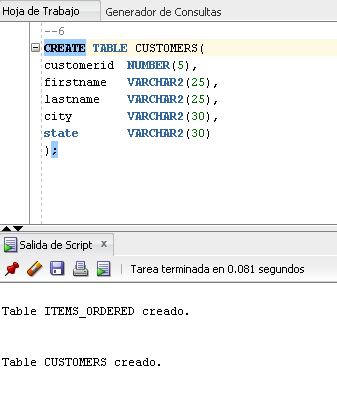 Hoja de Trabajo Generador de Consultas
--6
CREATE TABLE CUSTOMERS(
customerid NUMBER(5),
firstname VARCHAR2(25),
lastname VARCHAR2(25),
city VARCHAR2(30),
state VARCHAR2(30)
);
Salida de Script x
Tarea terminada en 0.081 segundos
Table ITEMS_ORDERED creado.
Table CUSTOMERS creado.